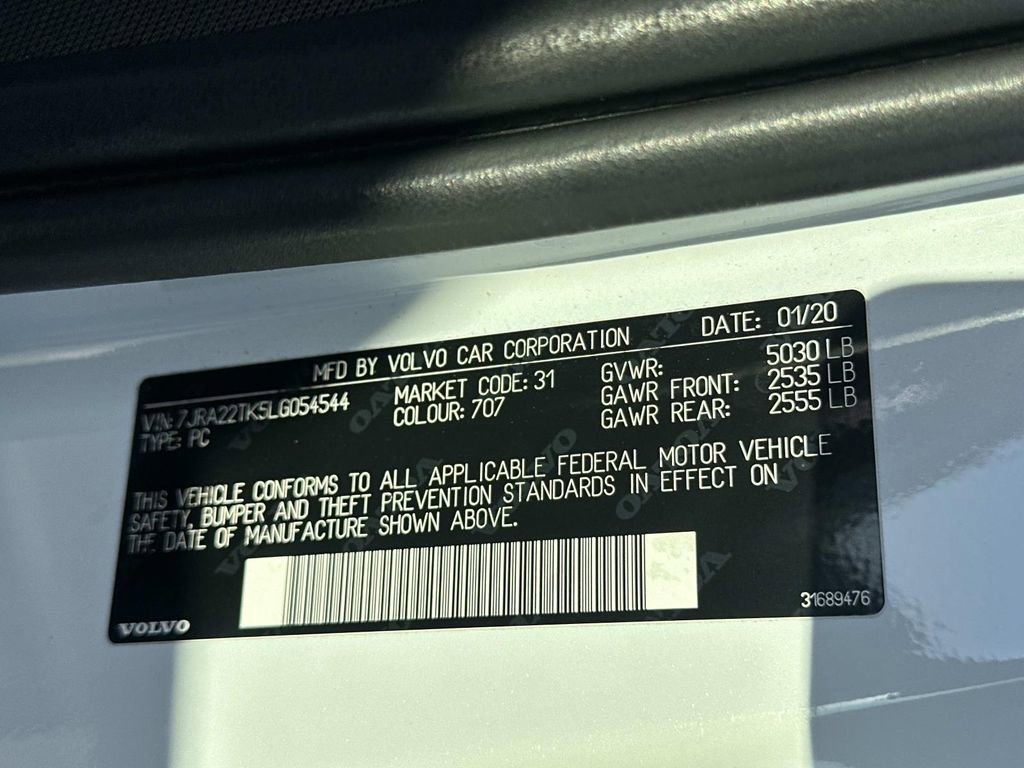 MFD BY VOLVO CAR CORPORATION DATE: 01/20
VIN: 7JRA22TK5LG054544 MARKET CODE: 31 GVWR: 5030 LB
TYPE: PC COLOUR: 707 GAWR FRONT: 2535 LB
GAWR REAR: 2555 LB
THIS VEHICLE CONFORMS TO ALL APPLICABLE FEDERAL MOTOR VEHICLE
SAFETY, BUMPER AND THEFT PREVENTION STANDARDS IN EFFECT ON
THE DATE OF MANUFACTURE SHOWN ABOVE.
VOLVO 31689476